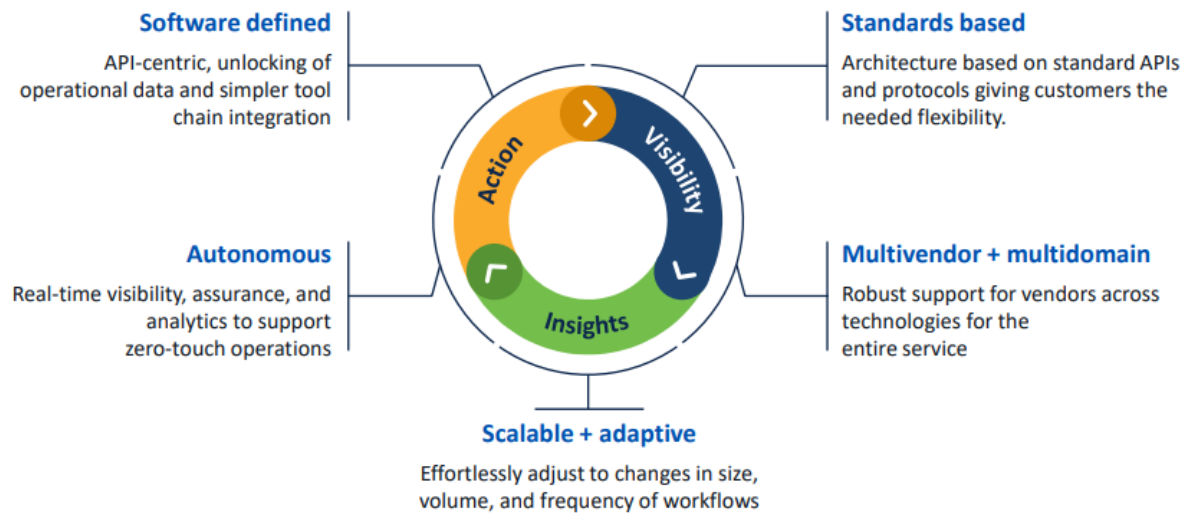 Software defined
API-centric, unlocking of
operational data and simpler tool
chain integration
Standards based
Architecture based on standard APIs
and protocols giving customers the
needed flexibility.
Action
Visibility
Insights
Autonomous
Real-time visibility, assurance, and
analytics to support
zero-touch operations
Multivendor + multidomain
Robust support for vendors across
technologies for the
entire service
Scalable + adaptive
Effortlessly adjust to changes in size,
volume, and frequency of workflows